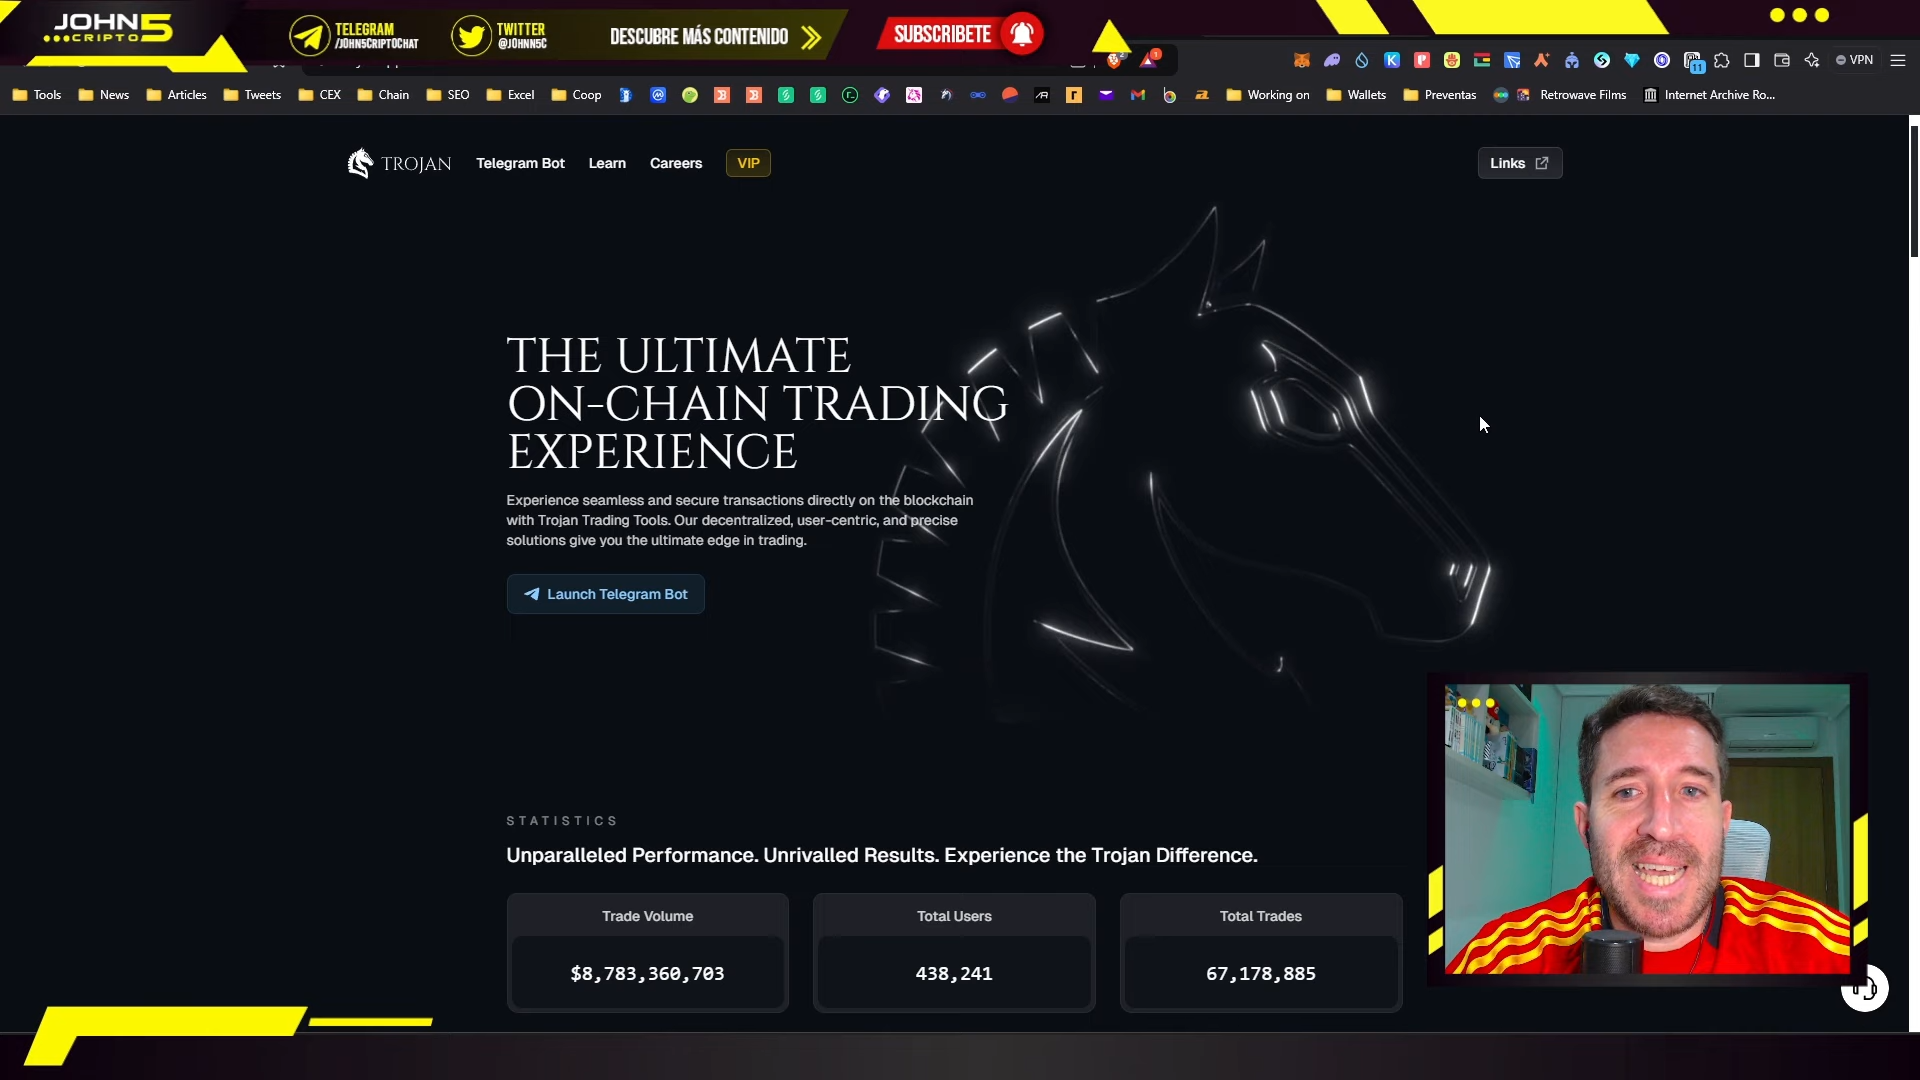 JOHN 5
CRIPTO
TELEGRAM
/JOHN5CRIPTOCHAT
TWITTER
@JOHNN5C
DESCUBRE MÁS CONTENIDO
SUBSCRIBETE
VPN
Tools
News
Articles
Tweets
CEX
Chain
SEO
Excel
Coop
Working on
Wallets
Preventas
Retrowave Films
Internet Archive Ro...
TROJAN
Telegram Bot
Learn
Careers
VIP
Links
THE ULTIMATE
ON-CHAIN TRADING
EXPERIENCE
Experience seamless and secure transactions directly on the blockchain
with Trojan Trading Tools. Our decentralized, user-centric, and precise
solutions give you the ultimate edge in trading.
Launch Telegram Bot
STATISTICS
Unparalleled Performance. Unrivalled Results. Experience the Trojan Difference.
Trade Volume
$8,783,360,703
Total Users
438,241
Total Trades
67,178,885